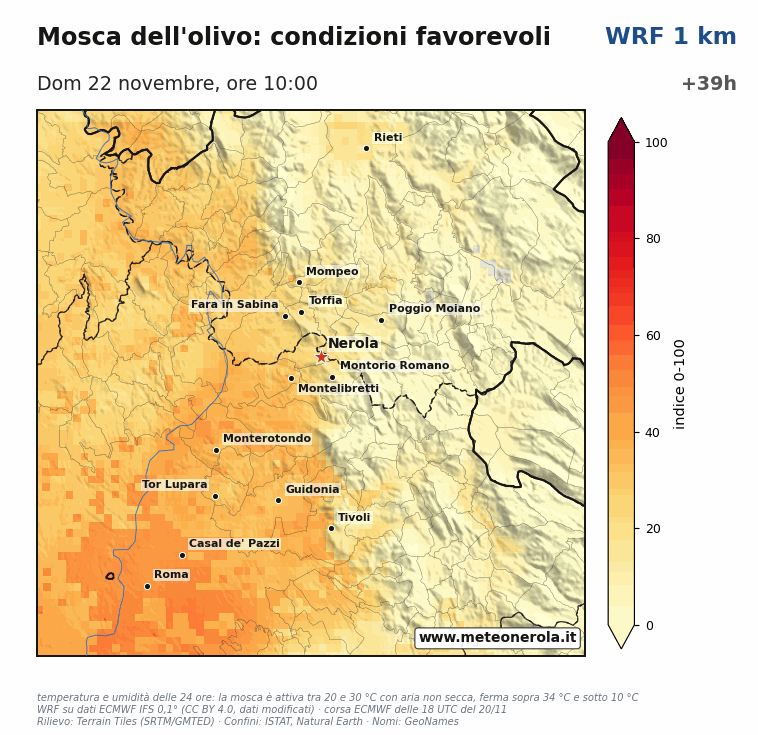 Mosca dell'olivo: condizioni favorevoli
WRF 1 km
Dom 22 novembre, ore 10:00
+39h
Rieti
Mompeo
Fara in Sabina
Toffia
Poggio Moiano
Nerola
Montorio Romano
Montelibretti
Monterotondo
Tor Lupara
Guidonia
Tivoli
Casal de' Pazzi
Roma
www.meteonerola.it
100
80
60
40
20
0
indice 0-100
temperatura e umidità delle 24 ore: la mosca è attiva tra 20 e 30 °C con aria non secca, ferma sopra 34 °C e sotto 10 °C
WRF su dati ECMWF IFS 0,1° (CC BY 4.0, dati modificati) · corsa ECMWF delle 18 UTC del 20/11
Rilievo: Terrain Tiles (SRTM/GMTED) · Confini: ISTAT, Natural Earth · Nomi: GeoNames